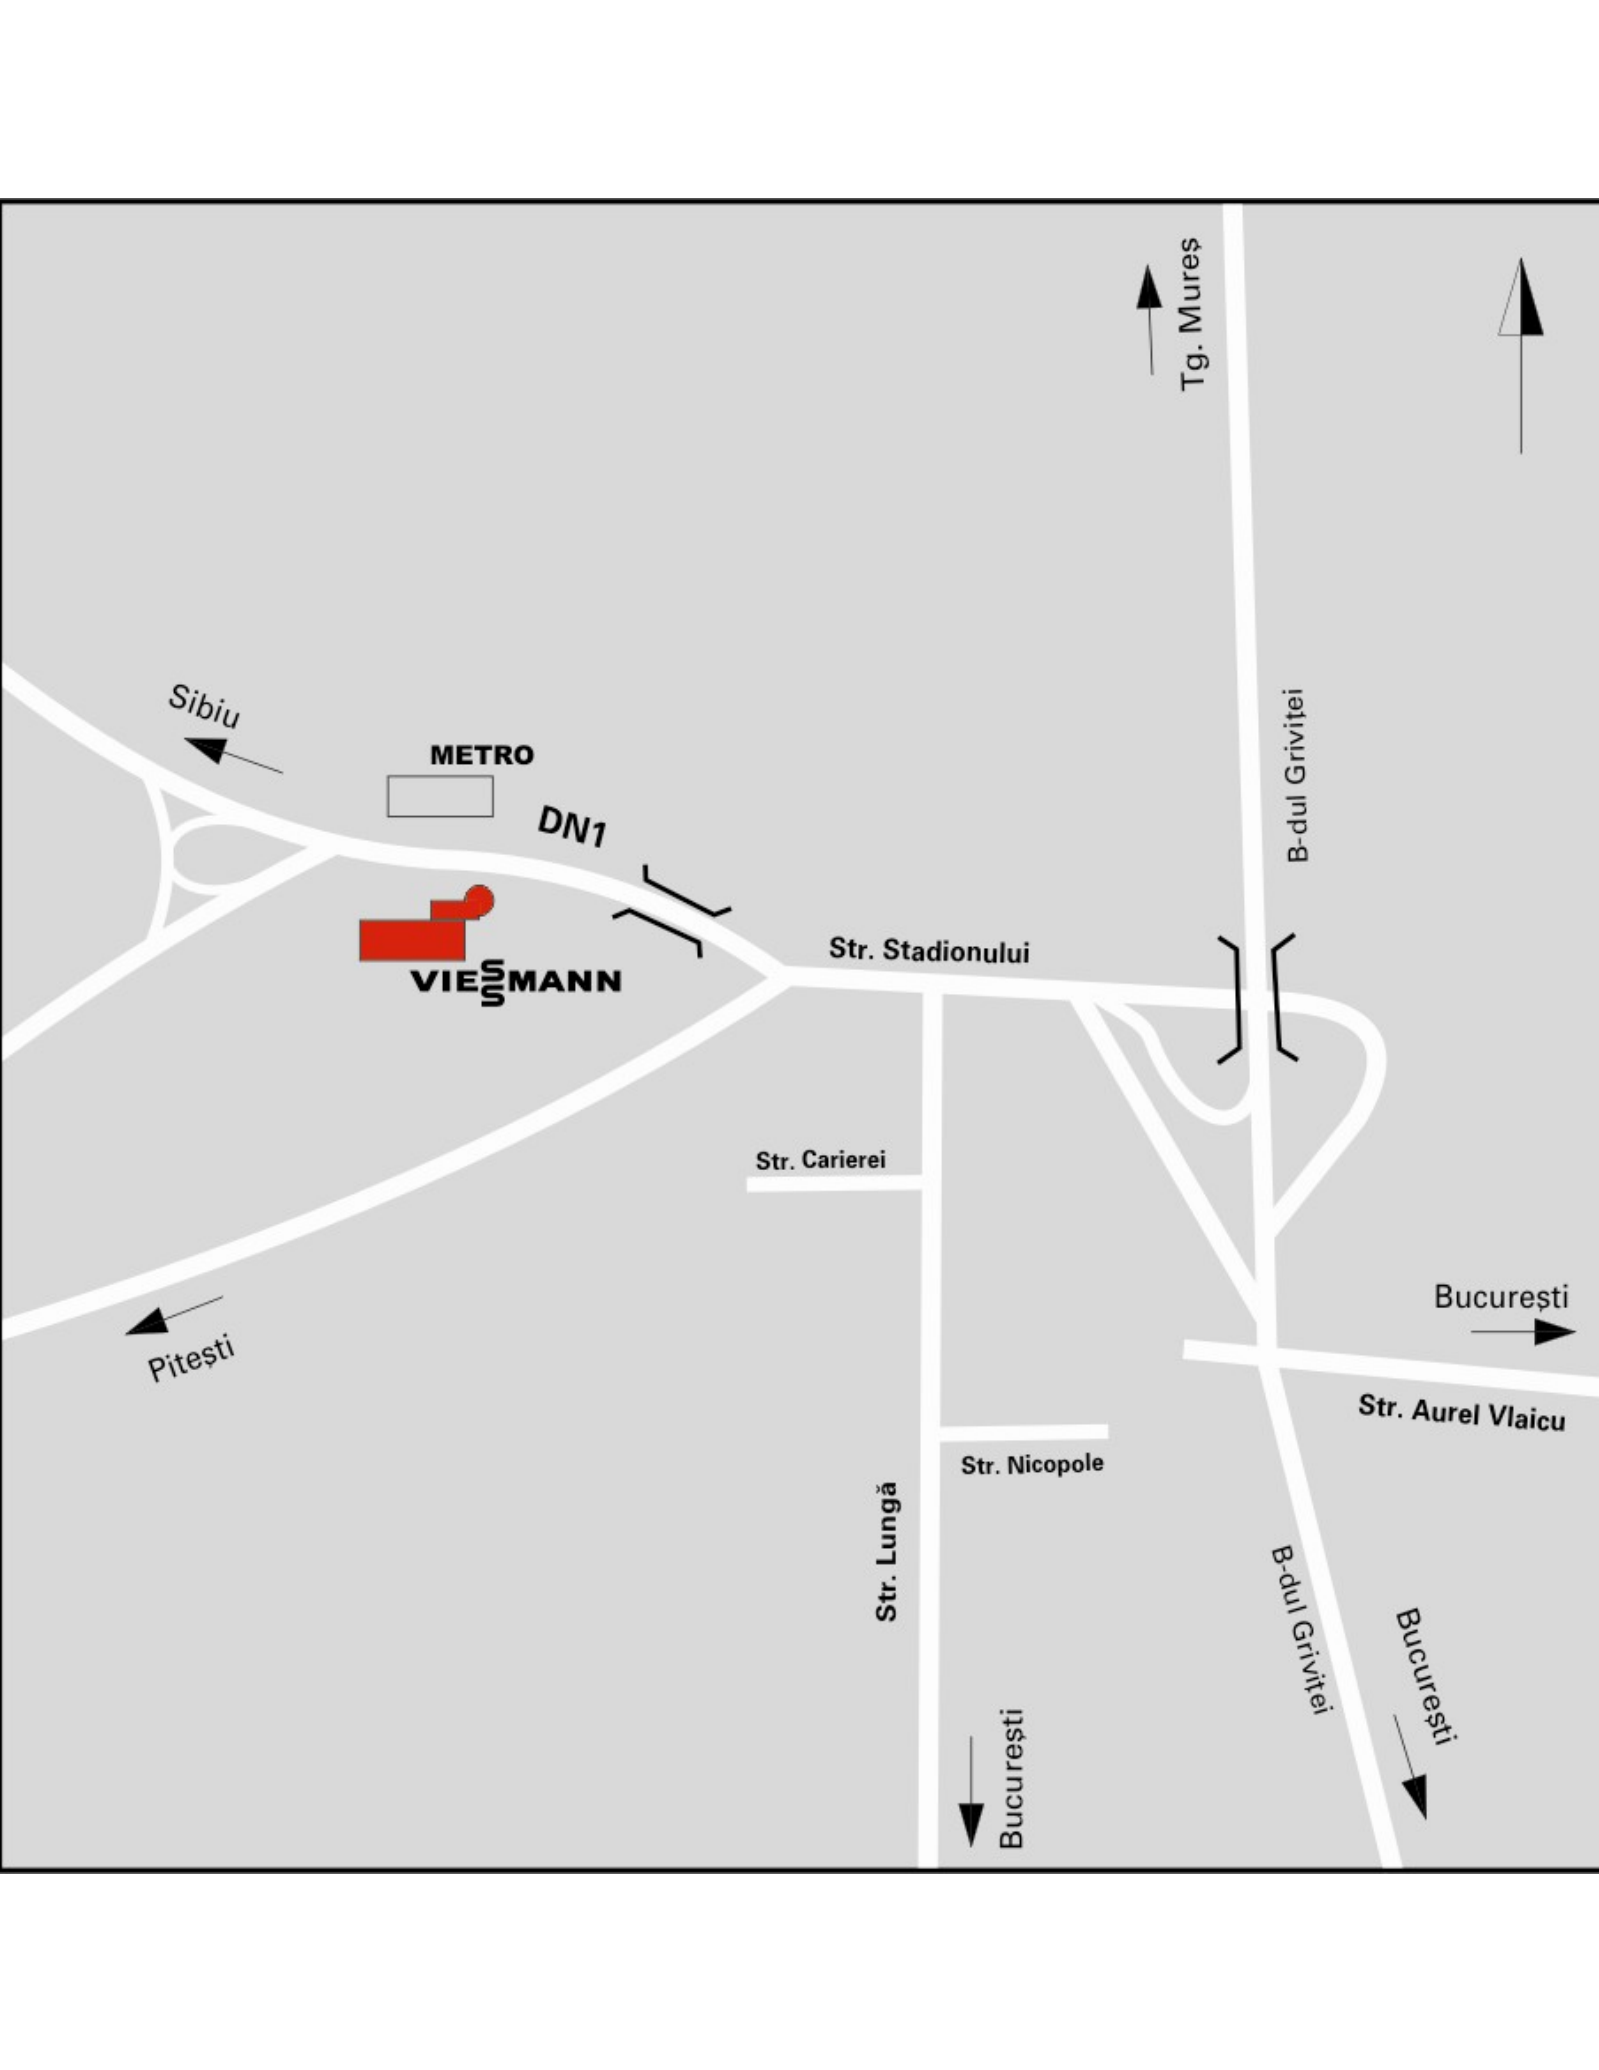 Tg. Mureș
Sibiu
METRO
DN1
B-dul Griviței
Str. Stadionului
VIESSMANN
Str. Carierei
București
Pitești
Str. Aurel Vlaicu
Str. Nicopole
Str. Lungă
B-dul Griviței
București
București